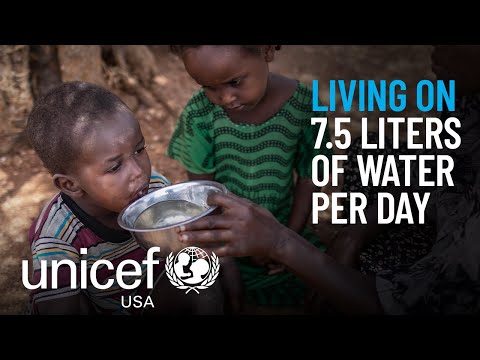 LIVING ON
7.5 LITERS
OF WATER
PER DAY
unicef
USA